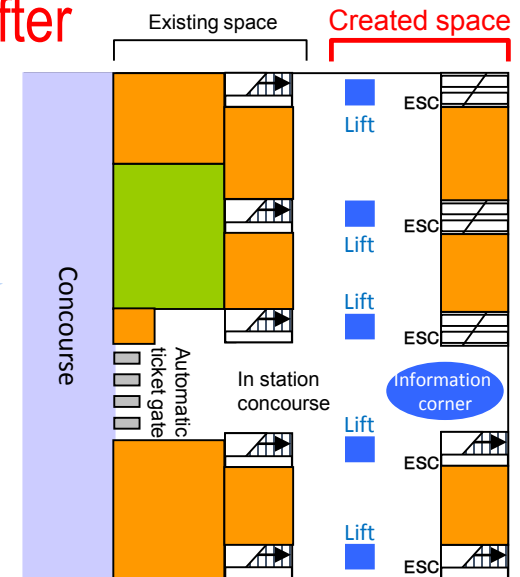 fter
Existing space
Created space
ESC
Lift
ESC
Lift
Lift
ESC
Concourse
Automatic
ticket gate
In station
concourse
Information
corner
Lift
ESC
Lift
ESC